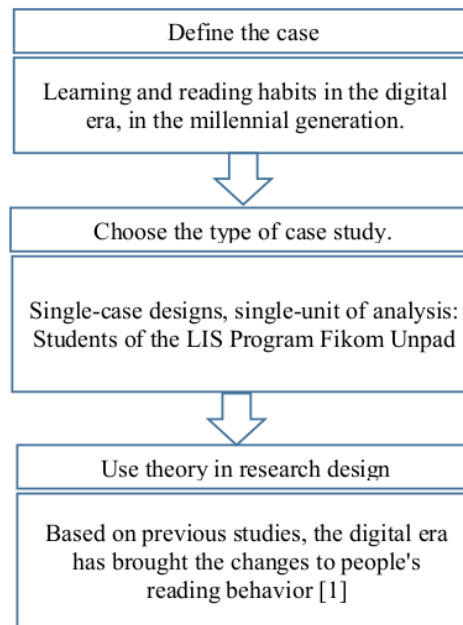 Define the case
Learning and reading habits in the digital
era, in the millennial generation.
Choose the type of case study.
Single-case designs, single-unit of analysis:
Students of the LIS Program Fikom Unpad
Use theory in research design
Based on previous studies, the digital era
has brought the changes to people's
reading behavior [1]